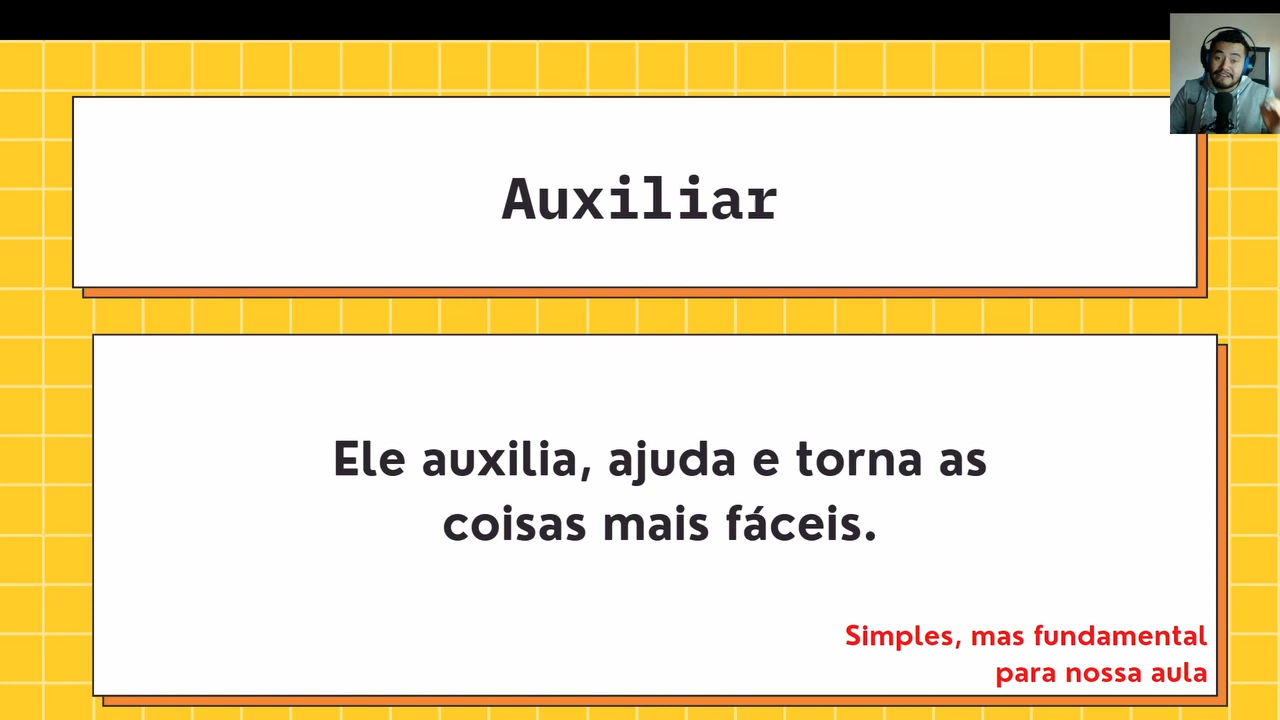 Auxiliar
Ele auxilia, ajuda e torna as
coisas mais fáceis.
Simples, mas fundamental
para nossa aula